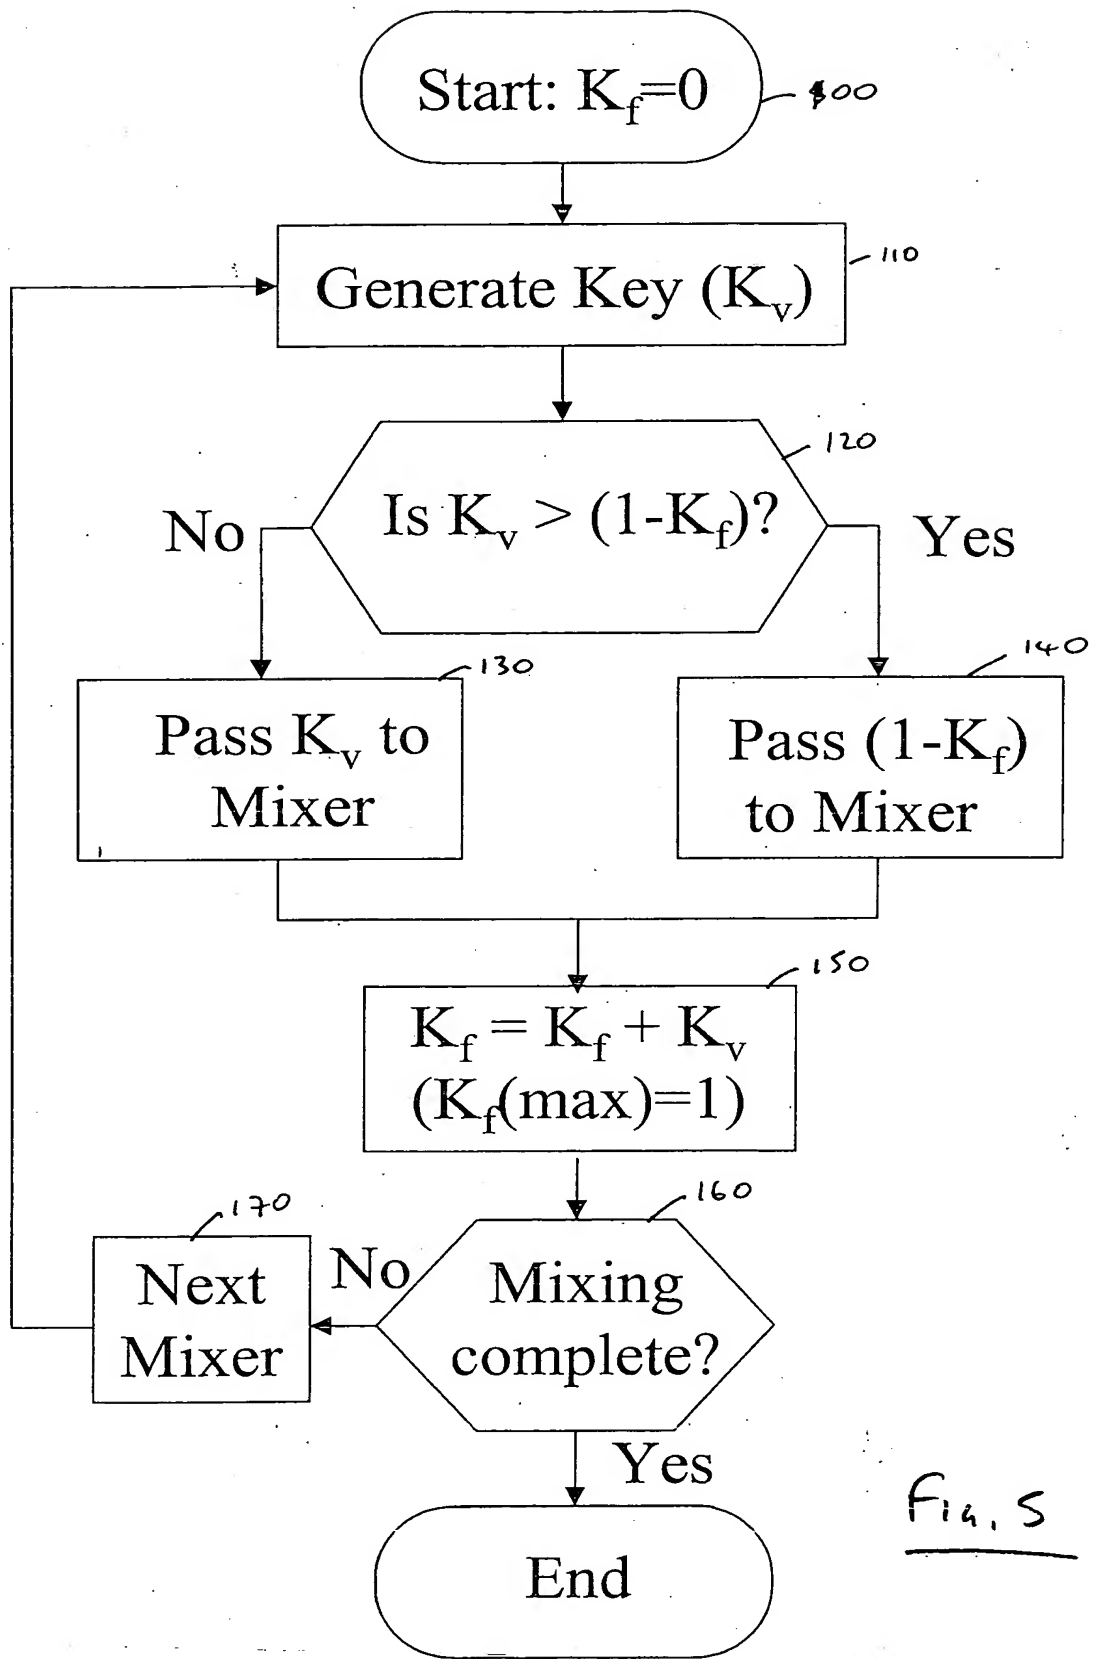 Start: K_f=0
100
Generate Key (K_v)
110
120
Is K_v > (1-K_f)?
No
Yes
130
140
Pass K_v to
Mixer
Pass (1-K_f)
to Mixer
150
K_f = K_f + K_v
(K_f(max)=1)
160
170
No
Next
Mixer
Mixing
complete?
Yes
End
Fig. 5